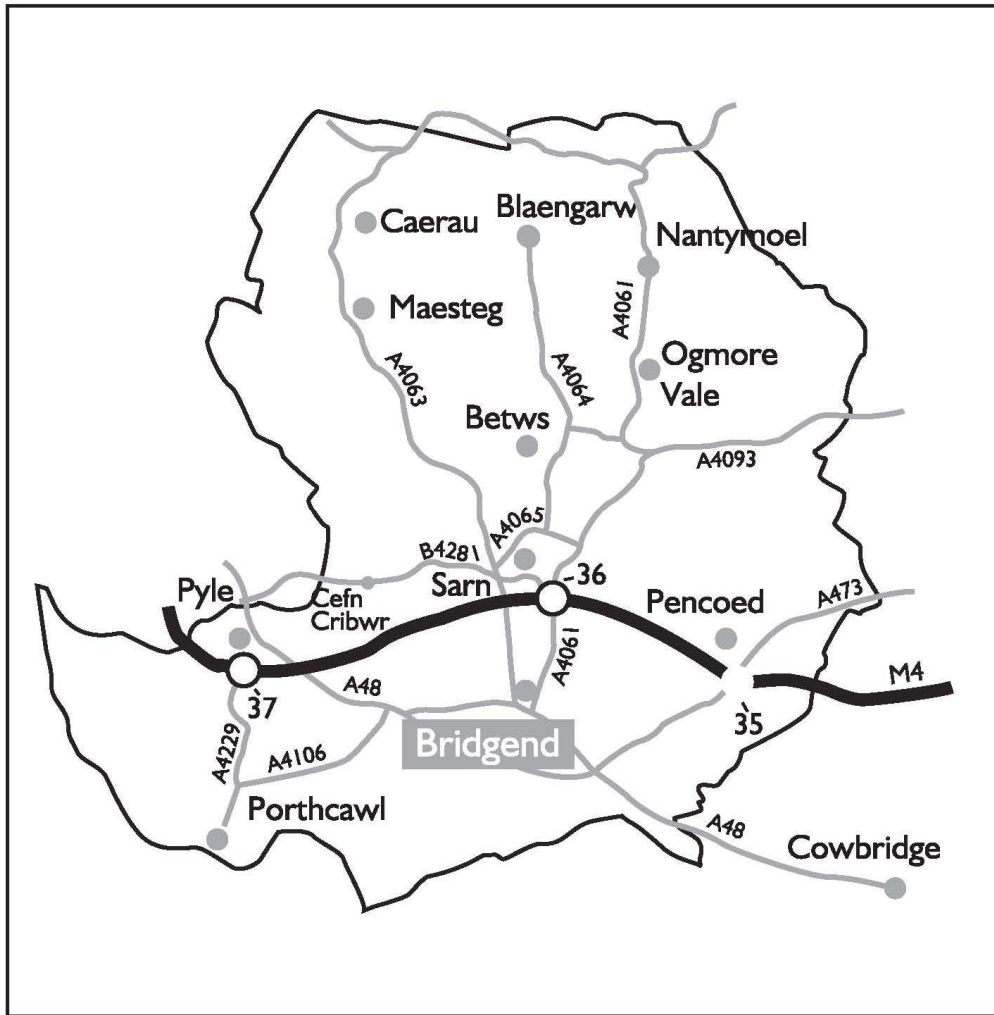 Blaengarw
Caerau
Nantymoel
A4061
Maesteg
Ogmore
Vale
A4063
A4064
Betws
A4093
A4065
B4281
-36
Pyle
Sarn
Cefn
Cribwr
Pencoed
A473
A4061
M4
A48
37
35
Bridgend
A4229
A4106
Porthcawl
A48
Cowbridge